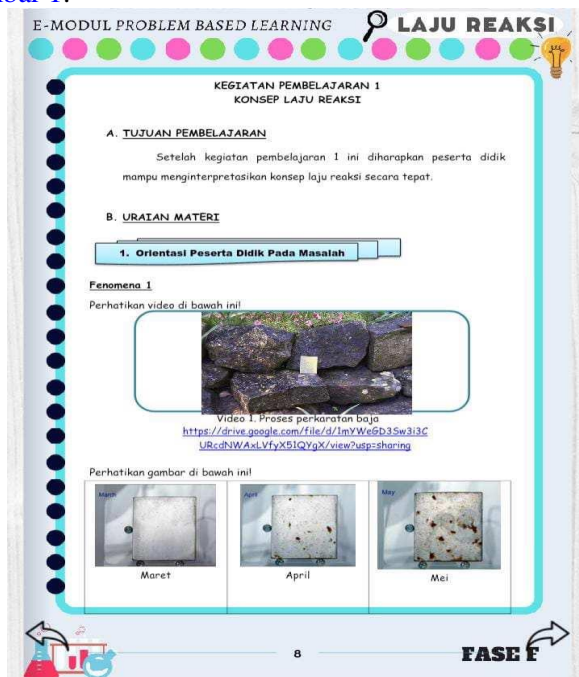 bar 1.
E-MODUL PROBLEM BASED LEARNING
LAJU REAKSI
KEGIATAN PEMBELAJARAN 1
KONSEP LAJU REAKSI
A. TUJUAN PEMBELAJARAN
Setelah kegiatan pembelajaran 1 ini diharapkan peserta didik
mampu menginterpretasikan konsep laju reaksi secara tepat.
B. URAIAN MATERI
1. Orientasi Peserta Didik Pada Masalah
Fenomena 1
Perhatikan video di bawah ini!
Video 1. Proses perkaratan baja
https://drive.google.com/file/d/1mYWeGD3Sw3i3C
URcdNWAxLVfyX51QYgX/view?usp=sharing
Perhatikan gambar di bawah ini!
March
April
May
Maret
April
Mei
8
FASE F